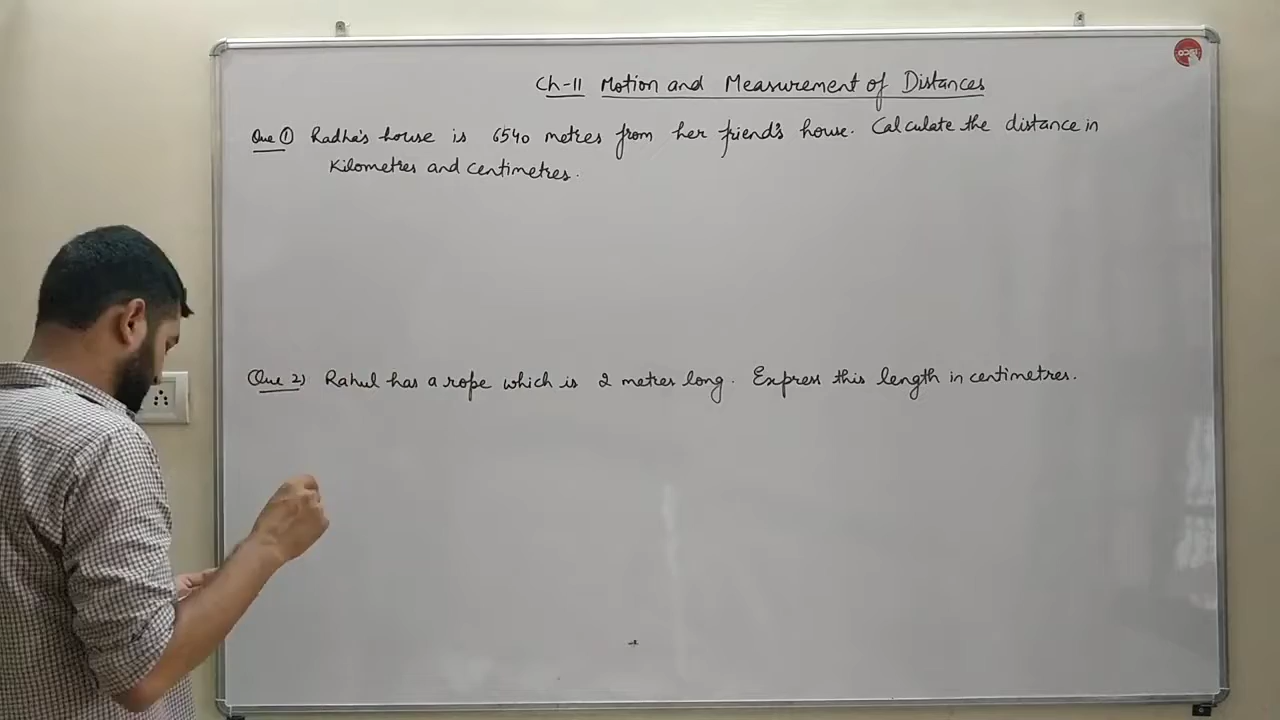 Ch-11 Motion and Measurement of Distances
Que 1) Radha's house is 6540 metres from her friend's house. Calculate the distance in
Kilometres and centimetres.
Que 2) Rahul has a rope which is 2 metres long. Express this length in centimetres.